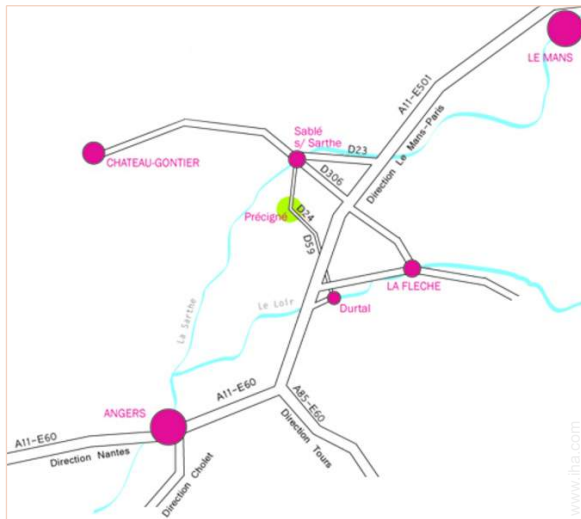 LE MANS
A11-E501
Sablé
s/ Sarthe
D23
Direction Le Mans-Paris
CHATEAU-GONTIER
D306
Précigné
D24
D59
LA FLECHE
Le Loir
Durtal
La Sarthe
A11-E60
A85-E60
ANGERS
A11-E60
Direction Nantes
Direction Cholet
Direction Tours
www.iha.com